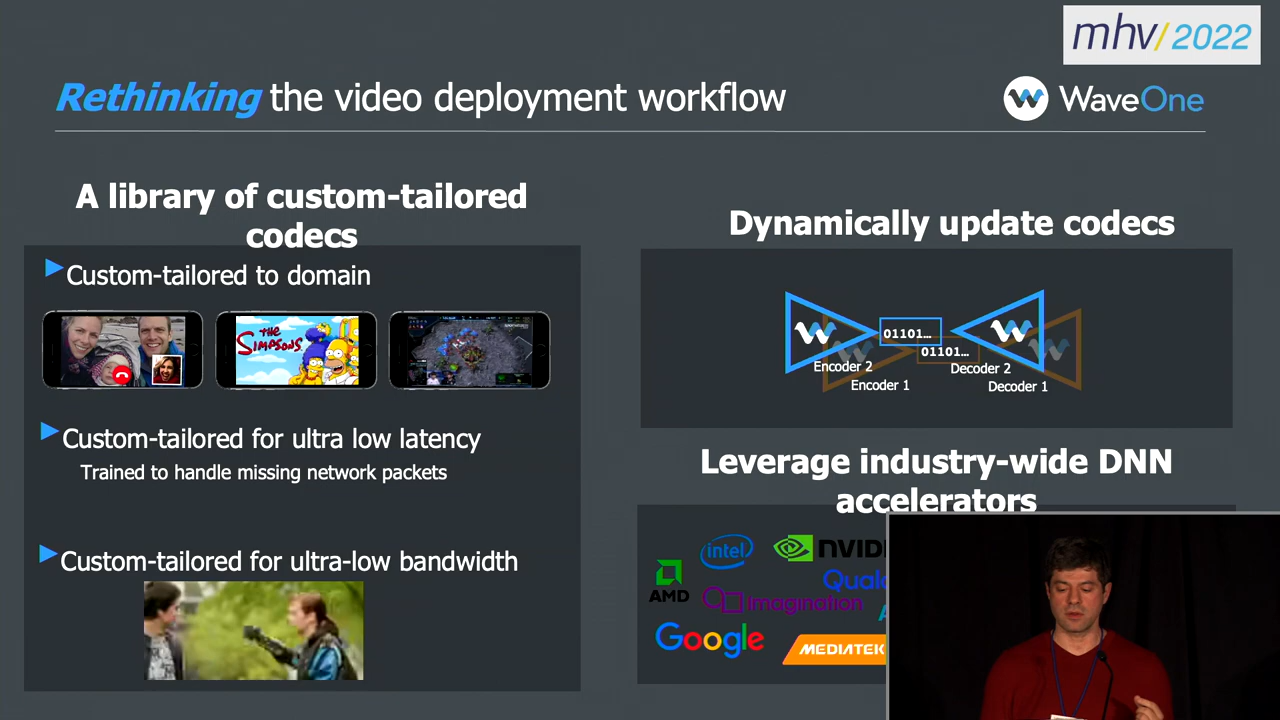 mhv/2022
Rethinking the video deployment workflow
WaveOne
A library of custom-tailored
codecs
Custom-tailored to domain
THE
SIMPSONS
Custom-tailored for ultra low latency
Trained to handle missing network packets
Custom-tailored for ultra-low bandwidth
Dynamically update codecs
01101...
01101...
Encoder 2
Decoder 2
Encoder 1
Decoder 1
Leverage industry-wide DNN
accelerators
intel
AMD
Imagination
Google
MEDIATEK